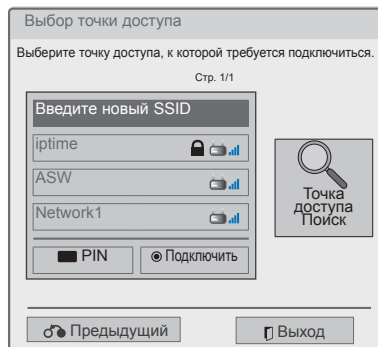 Выбор точки доступа
Выберите точку доступа, к которой требуется подключиться.
Стр. 1/1
Введите новый SSID
iptime
ASW
Network1
PIN
Подключить
Точка
доступа
Поиск
Предыдущий
Выход